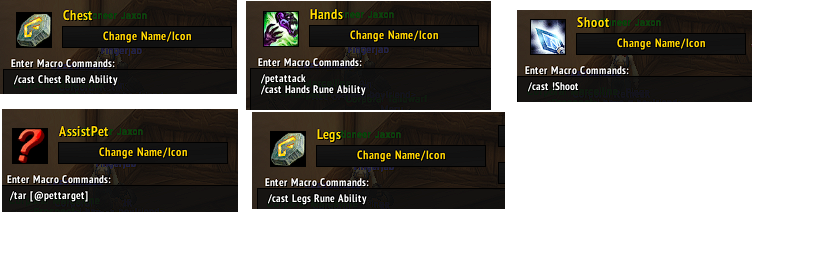 Chest
Change Name/Icon
Enter Macro Commands:
/cast Chest Rune Ability
Hands
Change Name/Icon
Enter Macro Commands:
/petattack
/cast Hands Rune Ability
Shoot
Change Name/Icon
Enter Macro Commands:
/cast !Shoot
AssistPet
Jaxon
Change Name/Icon
Enter Macro Commands:
/tar [@pettarget]
Legs
Jaxon
Change Name/Icon
Enter Macro Commands:
/cast Legs Rune Ability